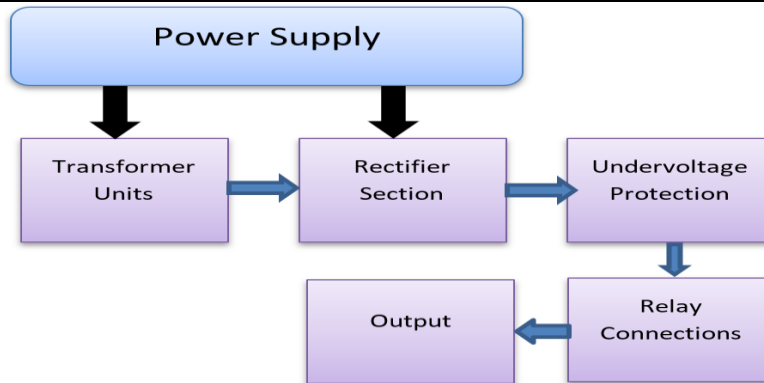 Power Supply
Transformer
Units
Rectifier
Section
Undervoltage
Protection
Relay
Connections
Output